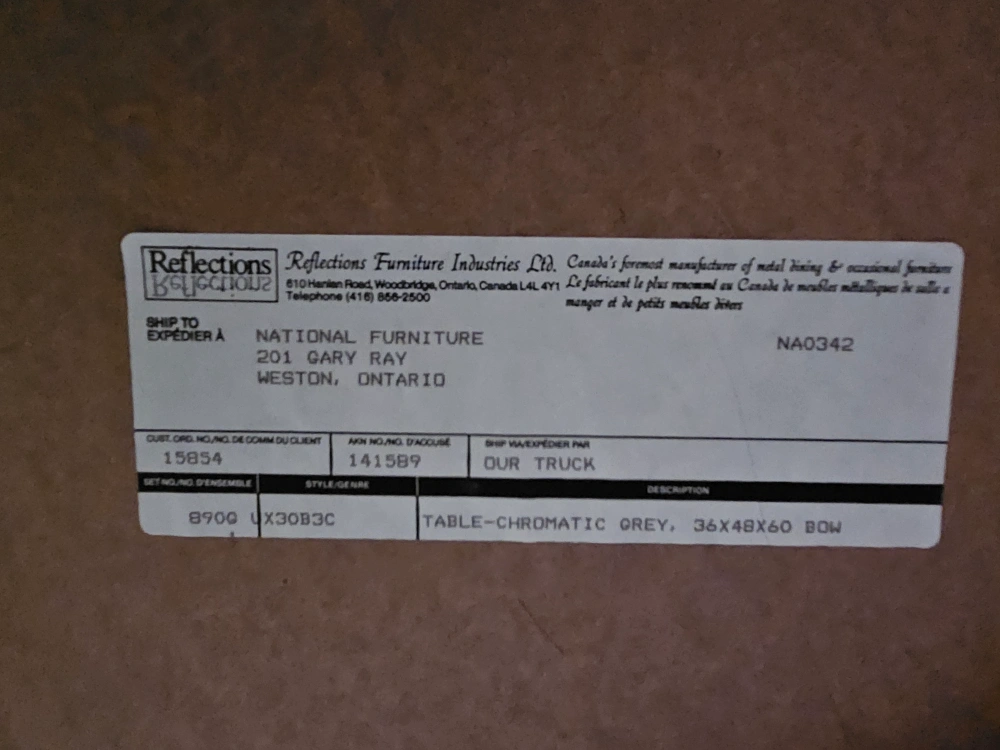 Reflections
Reflections Furniture Industries Ltd.
610 Hanlan Road, Woodbridge, Ontario, Canada L4L 4Y1
Telephone (416) 856-2500
Canada's foremost manufacturer of metal dining & occasional furniture
Le fabricant le plus renommé au Canada de meubles métalliques de salle a
manger et de petits meubles divers
SHIP TO
EXPÉDIER À
NATIONAL FURNITURE
201 GARY RAY
WESTON, ONTARIO
NA0342
CUST. ORD. NO./NO. DE COMM DU CLIENT
15854
AKN NO./NO. D'ACCUSÉ
141589
SHIP VIA/EXPÉDIER PAR
OUR TRUCK
SET NO./NO. D'ENSEMBLE
STYLE/GENRE
DESCRIPTION
890G UX30B3C
TABLE-CHROMATIC GREY, 36X48X60 BOW